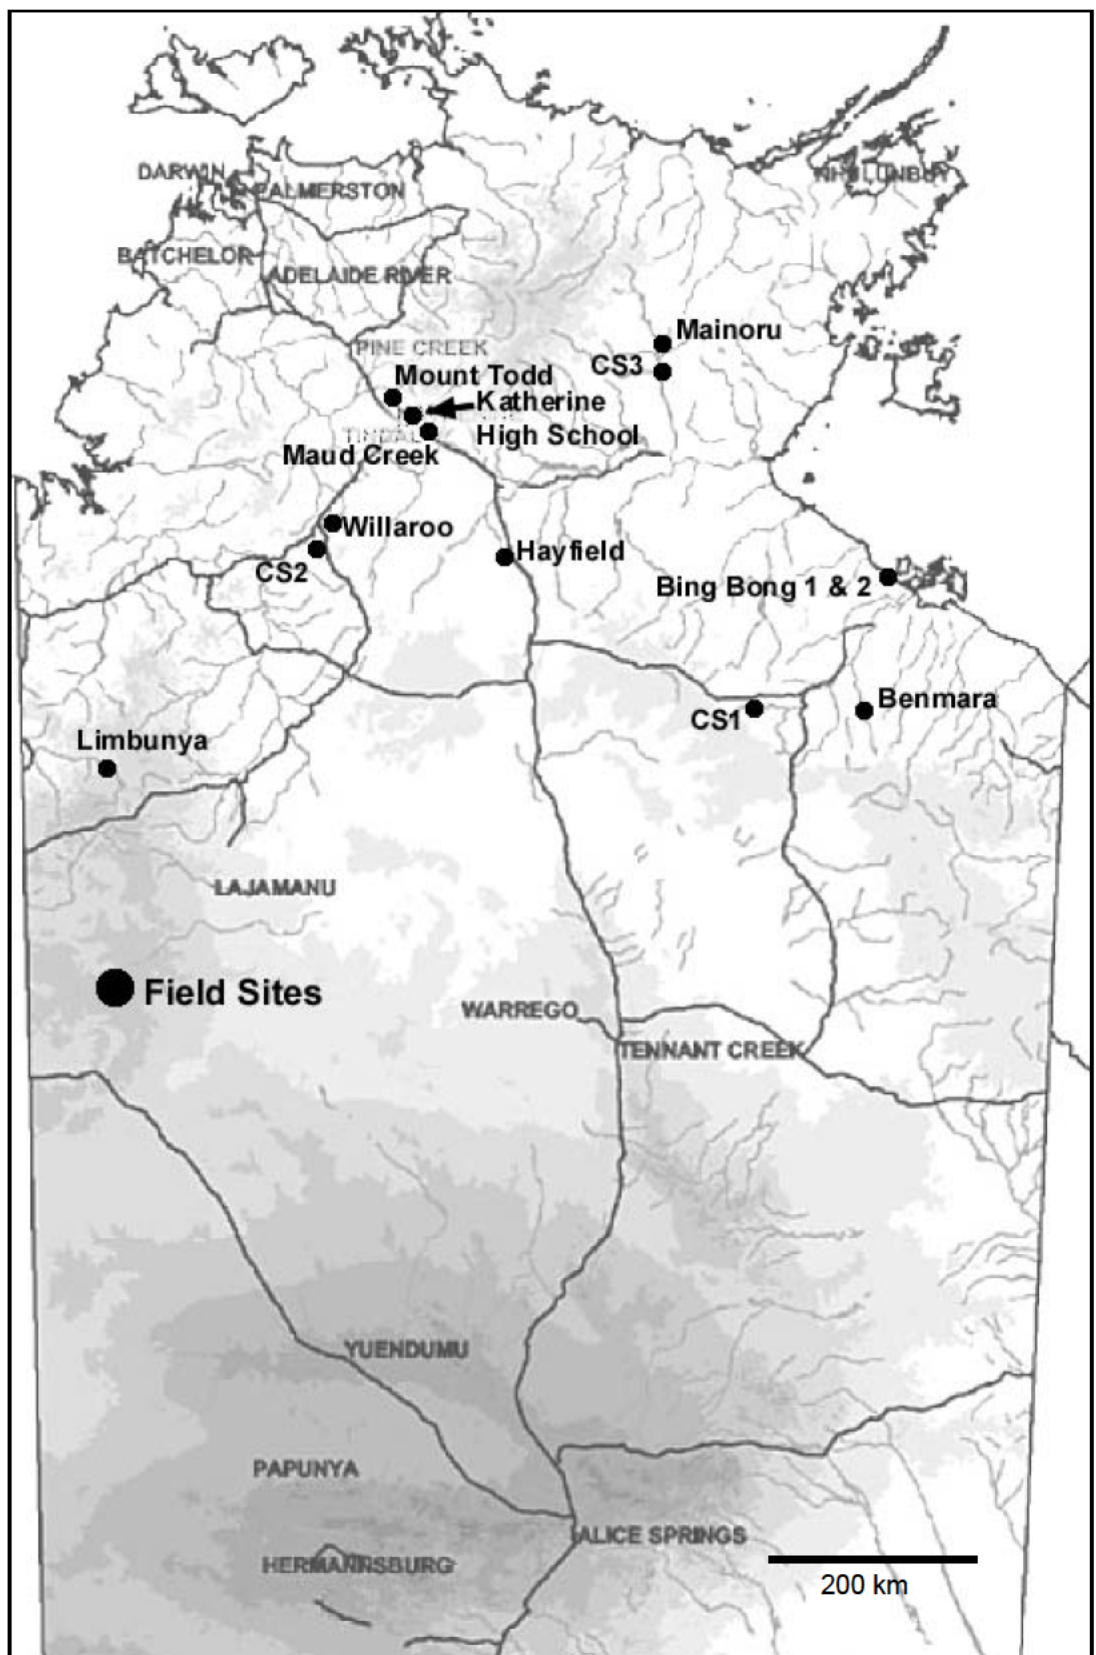 DARWIN
PALMERSTON
NHULUNBUY
BATCHELOR
ADELAIDE RIVER
Mainoru
PINE CREEK
CS3
Mount Todd
Katherine
High School
TINDAL
Maud Creek
Willaroo
Hayfield
CS2
Bing Bong 1 & 2
Benmara
CS1
Limbunya
LAJAMANU
Field Sites
WARREGO
TENNANT CREEK
YUENDUMU
PAPUNYA
ALICE SPRINGS
HERMANNSBURG
200 km